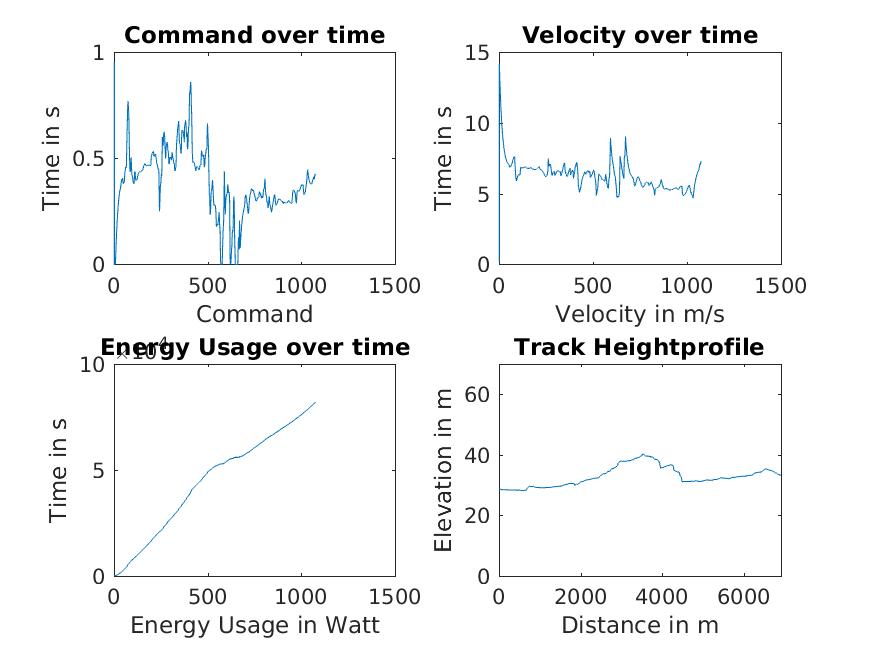 Command over time
Time in s
1
0.5
0
0 500 1000 1500
Command
Velocity over time
Time in s
15
10
5
0
0 500 1000 1500
Velocity in m/s
Energy Usage over time
×10⁴
Time in s
10
5
0
0 500 1000 1500
Energy Usage in Watt
Track Heightprofile
Elevation in m
60
40
20
0
0 2000 4000 6000
Distance in m